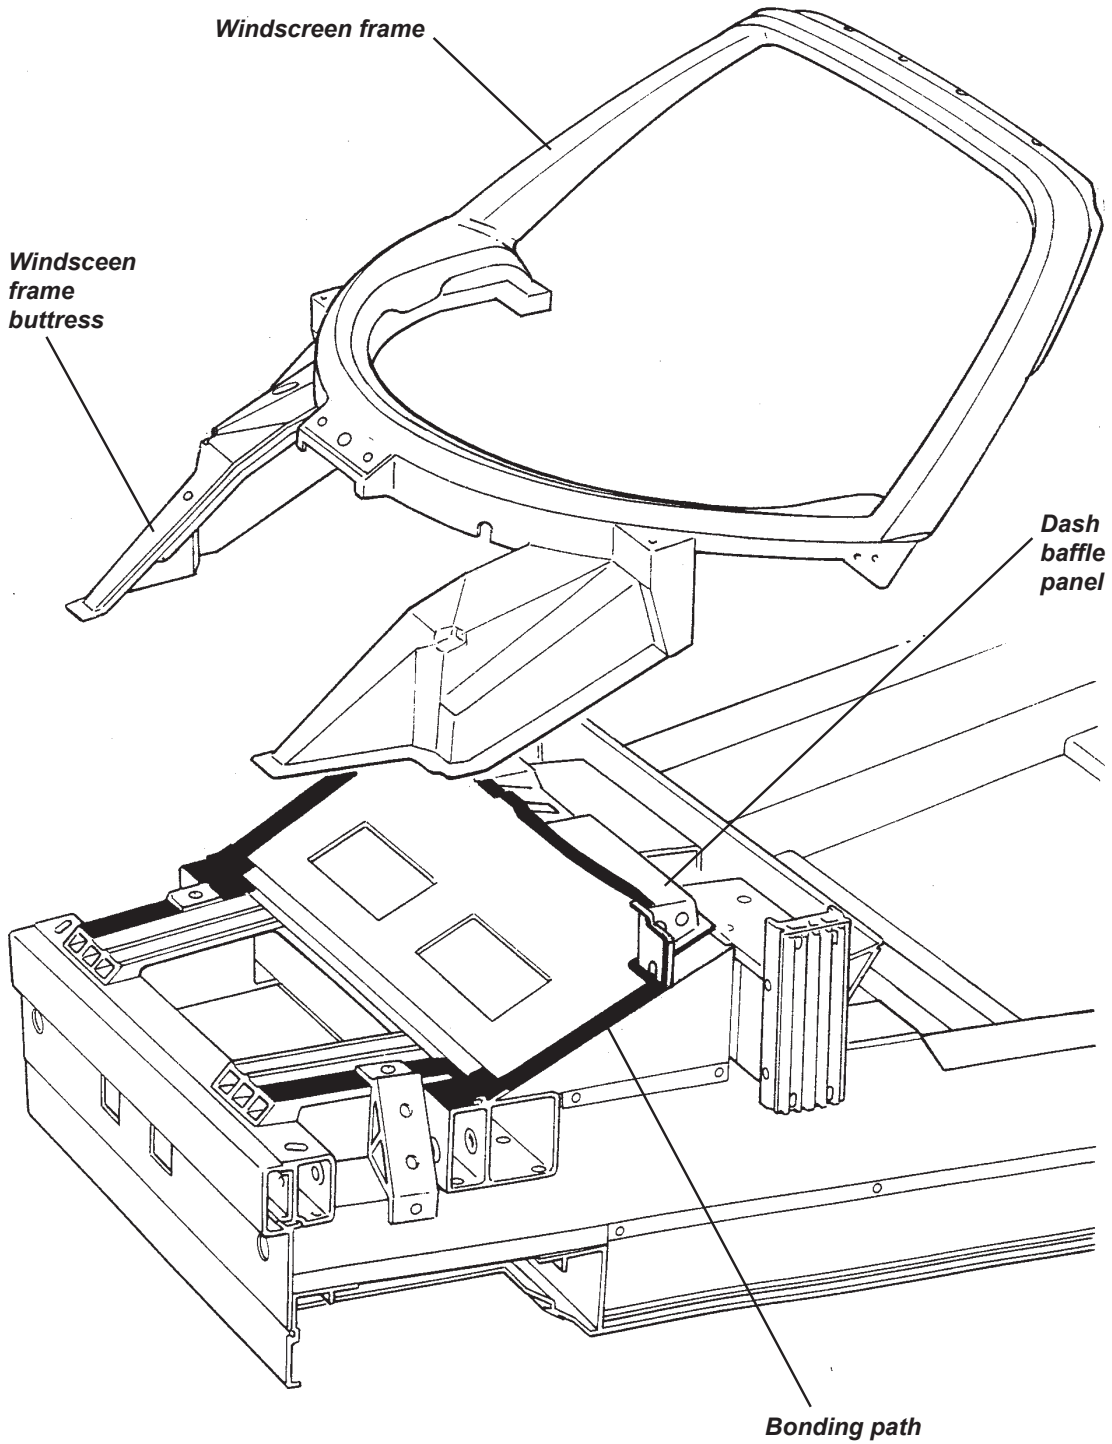 Windscreen frame
Windsceen
frame
buttress
Dash
baffle
panel
Bonding path